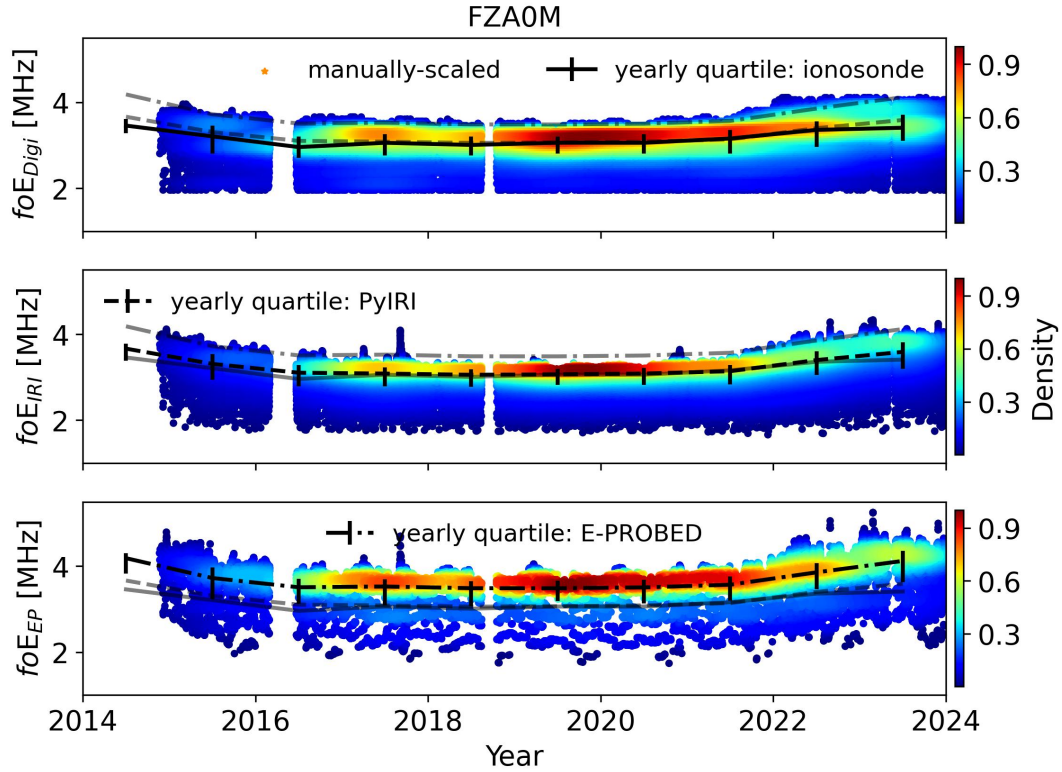 FZA0M
manually-scaled
yearly quartile: ionosonde
foE_Digi [MHz]
4
2
0.9
0.6
0.3
yearly quartile: PyIRI
foE_IRI [MHz]
4
2
0.9
0.6
0.3
Density
yearly quartile: E-PROBED
foE_EP [MHz]
4
2
0.9
0.6
0.3
2014 2016 2018 2020 2022 2024
Year